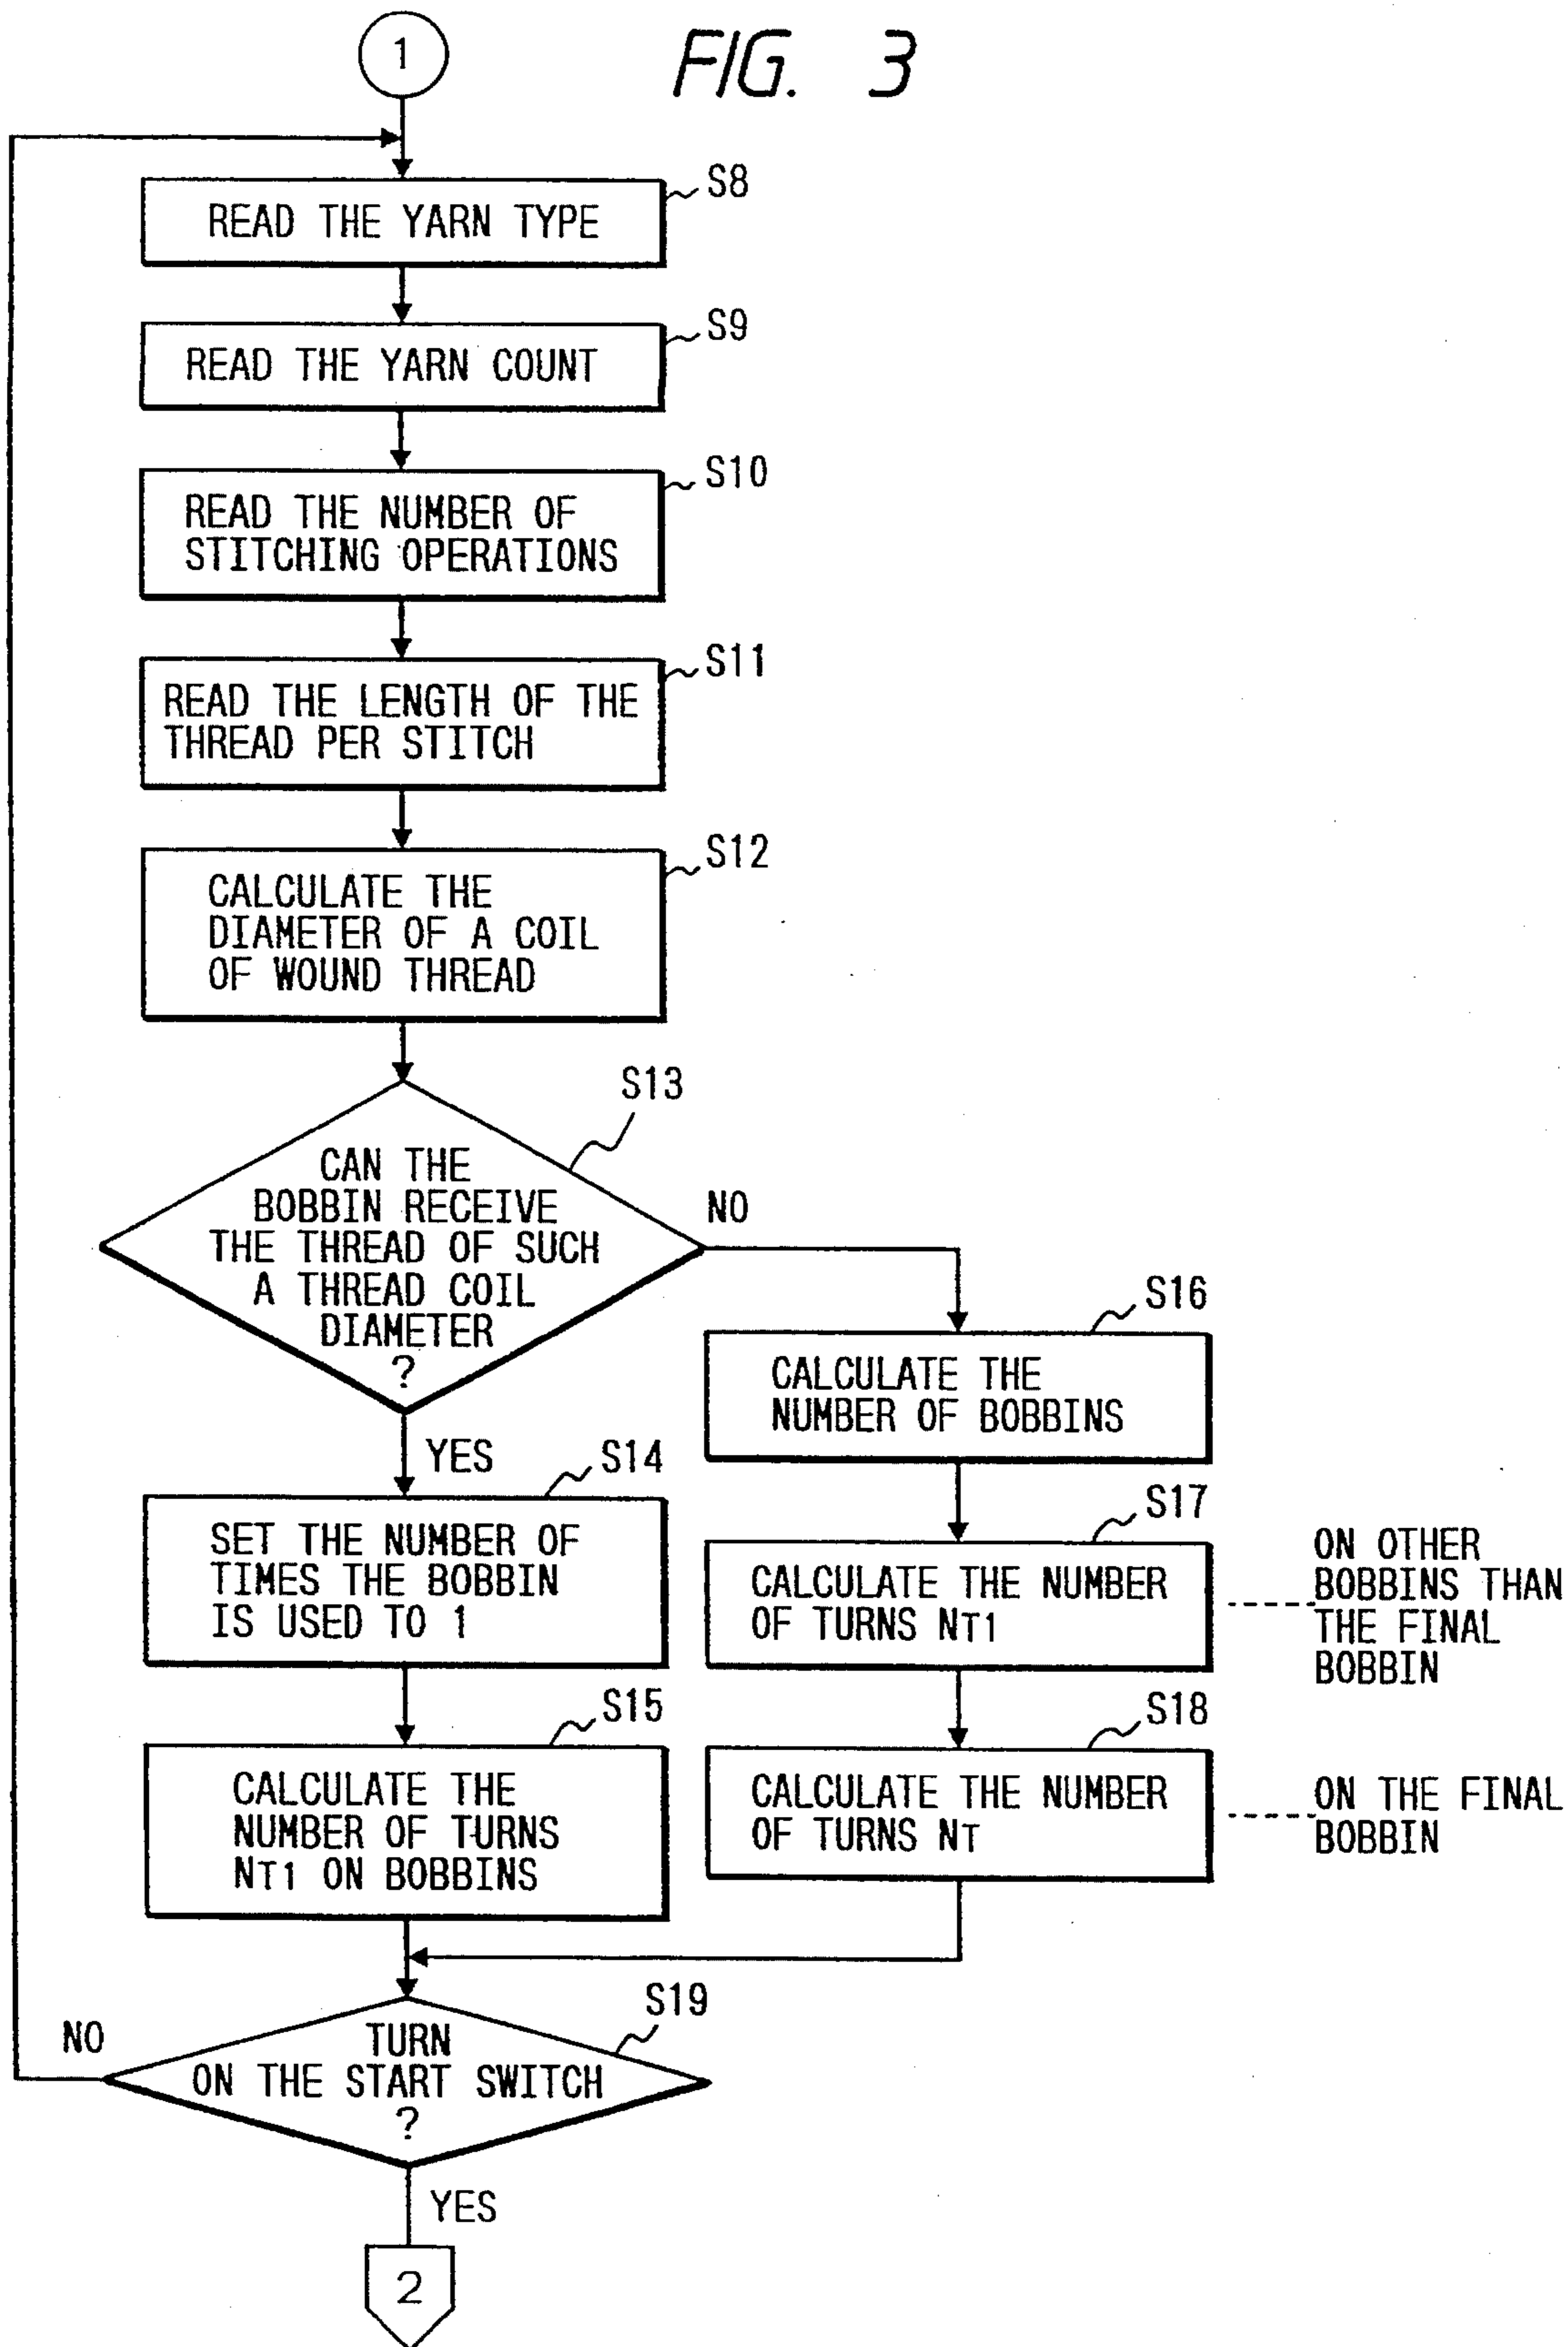 1
FIG. 3
S8
READ THE YARN TYPE
S9
READ THE YARN COUNT
S10
READ THE NUMBER OF
STITCHING OPERATIONS
S11
READ THE LENGTH OF THE
THREAD PER STITCH
S12
CALCULATE THE
DIAMETER OF A COIL
OF WOUND THREAD
S13
CAN THE
BOBBIN RECEIVE
THE THREAD OF SUCH
A THREAD COIL
DIAMETER
?
NO
YES
S14
SET THE NUMBER OF
TIMES THE BOBBIN
IS USED TO 1
S15
CALCULATE THE
NUMBER OF TURNS
NT1 ON BOBBINS
S16
CALCULATE THE
NUMBER OF BOBBINS
S17
CALCULATE THE NUMBER
OF TURNS NT1
ON OTHER
BOBBINS THAN
THE FINAL
BOBBIN
S18
CALCULATE THE NUMBER
OF TURNS NT
ON THE FINAL
BOBBIN
S19
TURN
ON THE START SWITCH
?
NO
YES
2